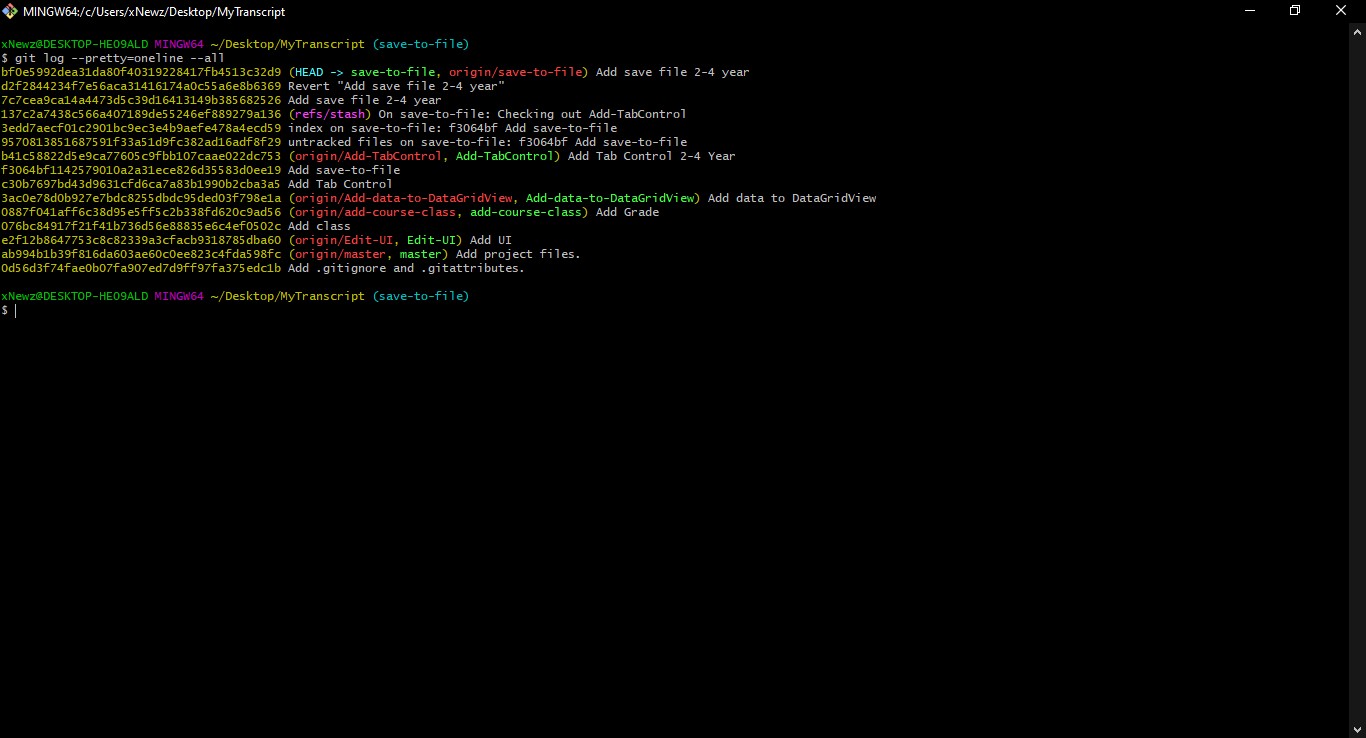 MINGW64:/c/Users/xNewz/Desktop/MyTranscript
xNewz@DESKTOP-HEO9ALD MINGW64 ~/Desktop/MyTranscript (save-to-file)
$ git log --pretty=oneline --all
bf0e5992dea31da80f40319228417fb4513c32d9 (HEAD -> save-to-file, origin/save-to-file) Add save file 2-4 year
d2f2844234f7e56aca31416174a0c55a6e8b6369 Revert "Add save file 2-4 year"
7c7cea9ca14a4473d5c39d16413149b385682526 Add save file 2-4 year
137c2a7438c566a407189de55246ef889279a136 (refs/stash) On save-to-file: Checking out Add-TabControl
3edd7aecf01c2901bc9ec3e4b9aefe478a4ecd59 index on save-to-file: f3064bf Add save-to-file
9570813851687591f33a51d9fc382ad16adf8f29 untracked files on save-to-file: f3064bf Add save-to-file
b41c58822d5e9ca77605c9fbb107caae022dc753 (origin/Add-TabControl, Add-TabControl) Add Tab Control 2-4 Year
f3064bf1142579010a2a31ece826d35583d0ee19 Add save-to-file
c30b7697bd43d9631cfd6ca7a83b1990b2cba3a5 Add Tab Control
3ac0e78d0b927e7bdc8255dbdc95ded03f798e1a (origin/Add-data-to-DataGridView, Add-data-to-DataGridView) Add data to DataGridView
0887f041aff6c38d95e5ff5c2b338fd620c9ad56 (origin/add-course-class, add-course-class) Add Grade
076bc84917f21f41b736d56e88835e6c4ef0502c Add class
e2f12b8647753c8c82339a3cfacb9318785dba60 (origin/Edit-UI, Edit-UI) Add UI
ab994b1b39f816da603ae60c0ee823c4fda598fc (origin/master, master) Add project files.
0d56d3f74fae0b07fa907ed7d9ff97fa375edc1b Add .gitignore and .gitattributes.
xNewz@DESKTOP-HEO9ALD MINGW64 ~/Desktop/MyTranscript (save-to-file)
$